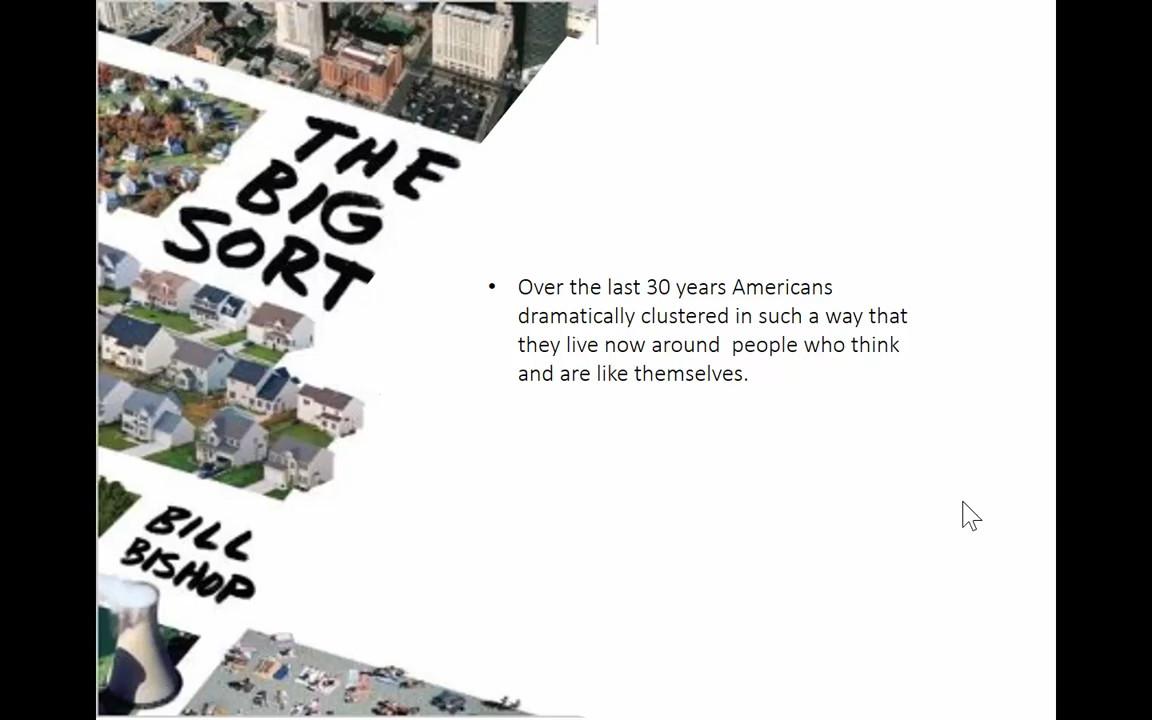 THE
BIG
SORT
BILL
BISHOP
• Over the last 30 years Americans
dramatically clustered in such a way that
they live now around  people who think
and are like themselves.